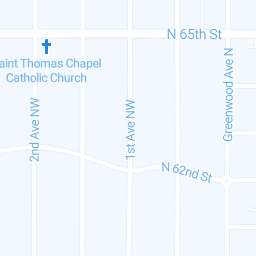 N 65th St
aint Thomas Chapel
Catholic Church
Greenwood Ave N
2nd Ave NW
1st Ave NW
N 62nd St